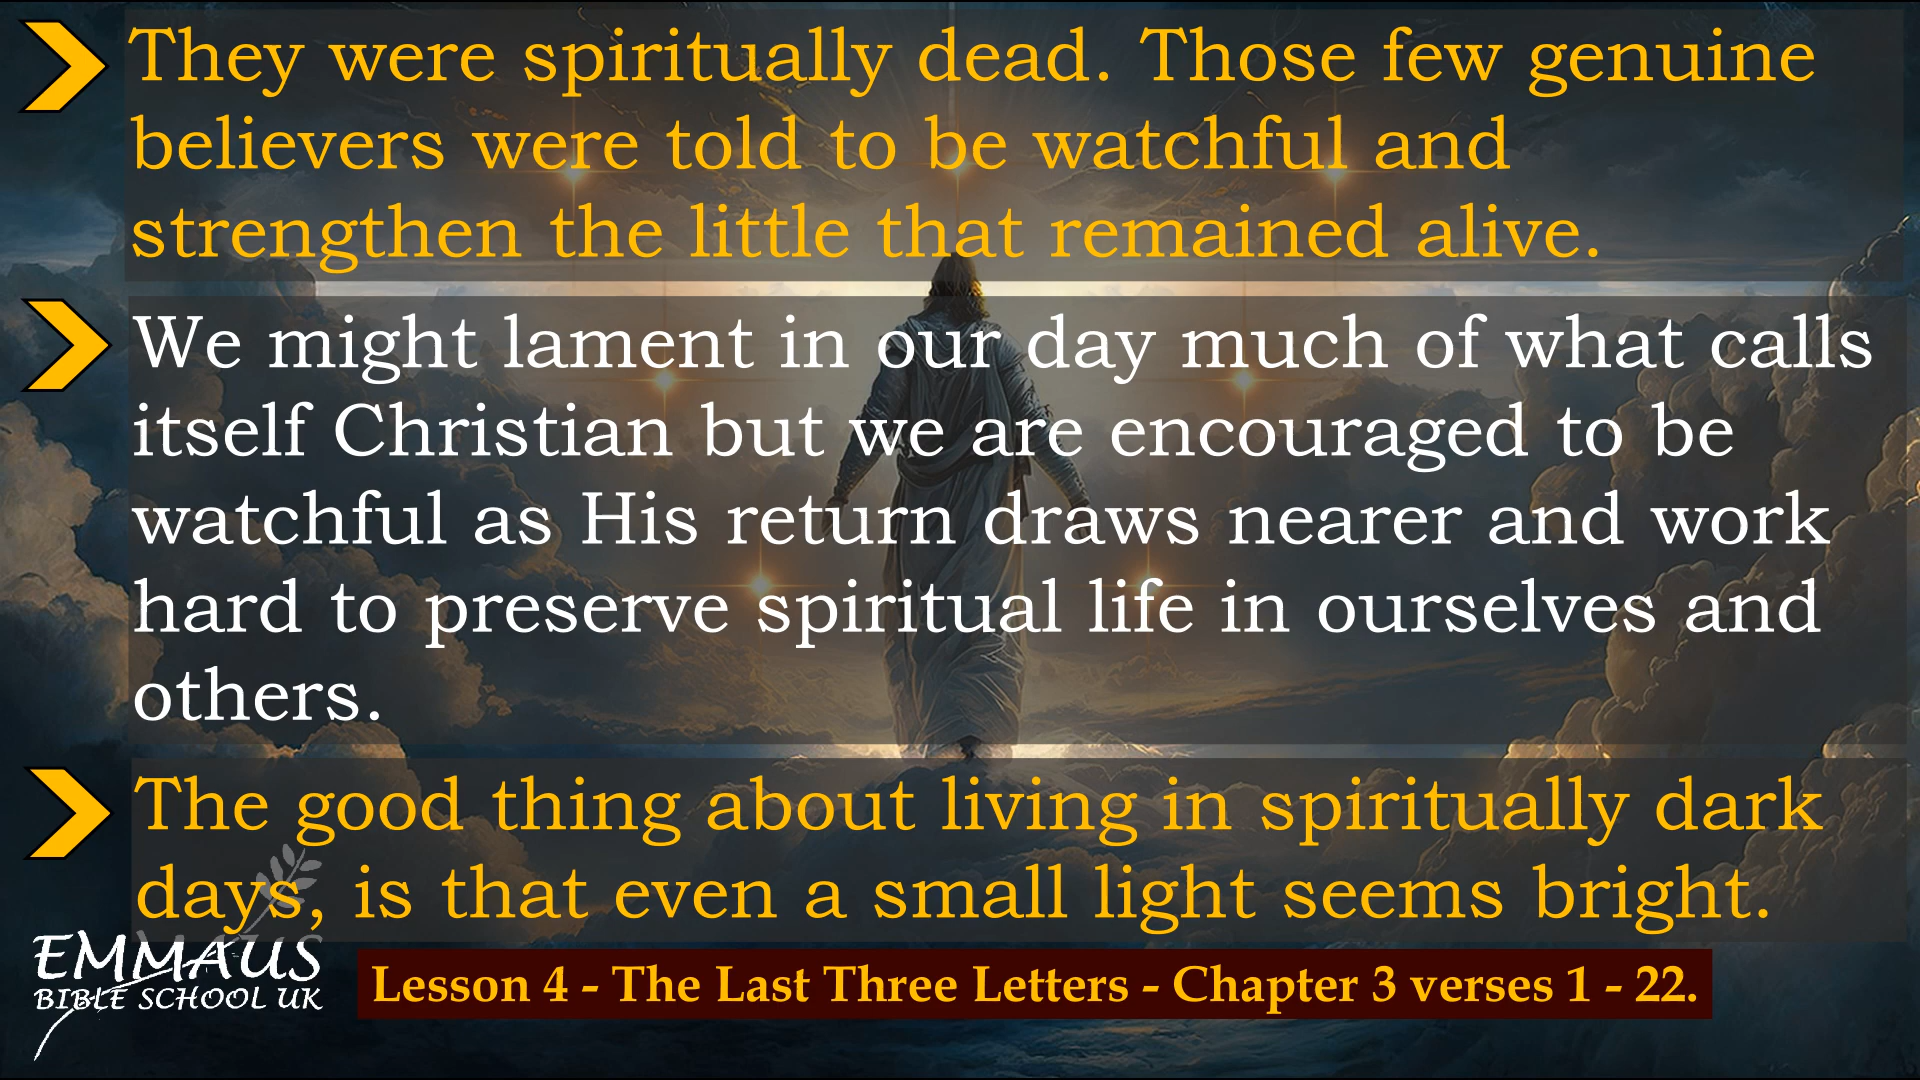 They were spiritually dead. Those few genuine
believers were told to be watchful and
strengthen the little that remained alive.
We might lament in our day much of what calls
itself Christian but we are encouraged to be
watchful as His return draws nearer and work
hard to preserve spiritual life in ourselves and
others.
The good thing about living in spiritually dark
days, is that even a small light seems bright.
EMMAUS
BIBLE SCHOOL UK
Lesson 4 - The Last Three Letters - Chapter 3 verses 1 - 22.